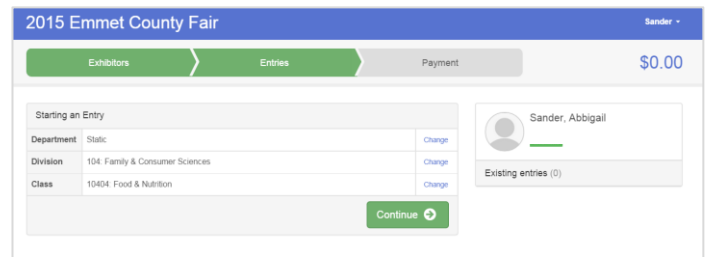 2015 Emmet County Fair
Sander
Exhibitors
Entries
Payment
$0.00
Starting an Entry
Department Static Change
Division 104: Family & Consumer Sciences Change
Class 10404: Food & Nutrition Change
Continue
Sander, Abbigail
Existing entries (0)